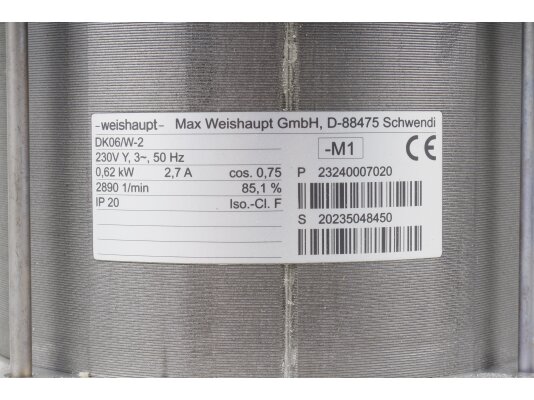 -weishaupt- Max Weishaupt GmbH, D-88475 Schwendi
DK06/W-2
230V Y, 3~, 50 Hz
0,62 kW 2,7 A cos. 0,75
2890 1/min 85,1 %
IP 20 Iso.-Cl. F
-M1 CE
P 23240007020
S 20235048450